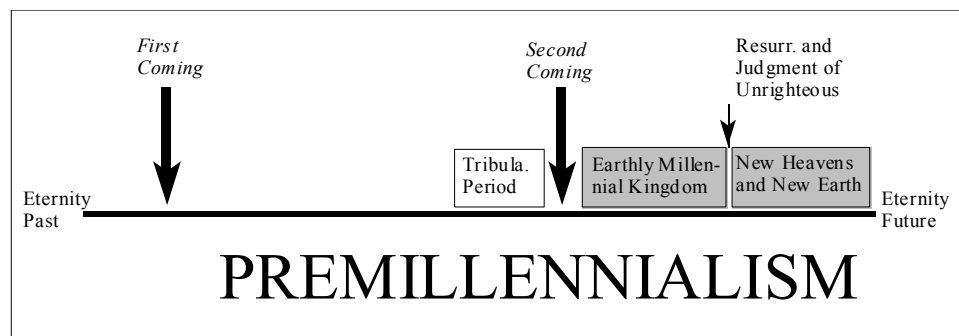 First
Coming
Second
Coming
Resurr. and
Judgment of
Unrighteous
Tribula.
Period
Earthly Millen-
nial Kingdom
New Heavens
and New Earth
Eternity
Past
Eternity
Future
PREMILLENNIALISM